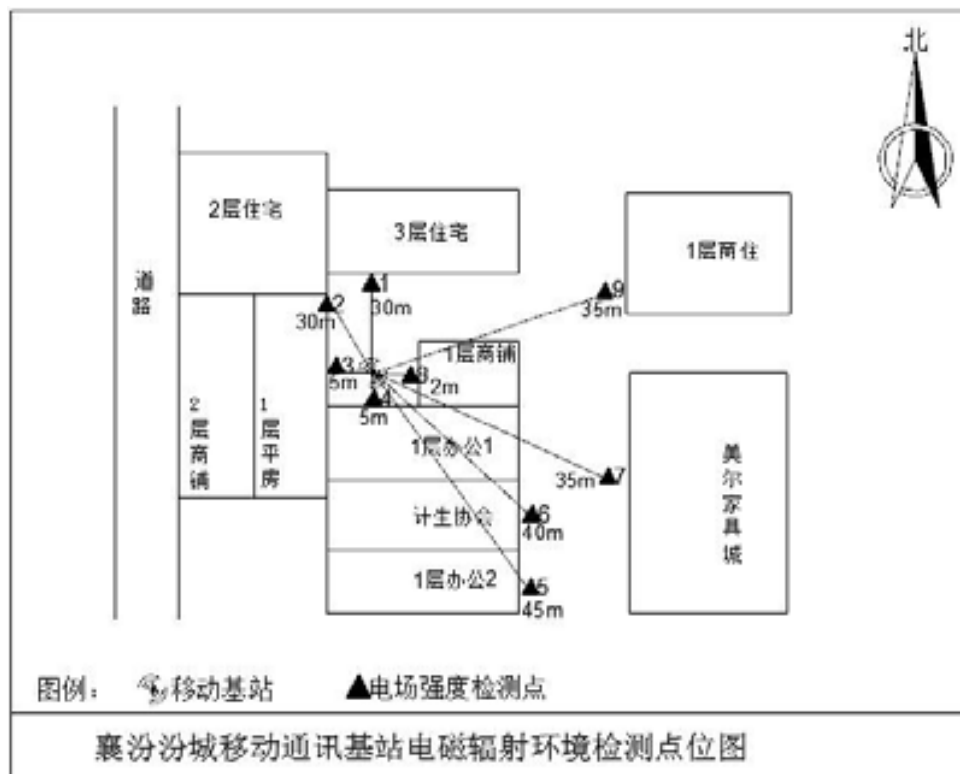 北
2层住宅
3层住宅
1层商住
道路
1
30m
2
30m
9
35m
1层商铺
3
5m
8
2m
4
5m
2层商铺
1层平房
1层办公1
7
35m
美尔家具城
计生协会
6
40m
1层办公2
5
45m
图例：
移动基站
电场强度检测点
襄汾汾城移动通讯基站电磁辐射环境检测点位图